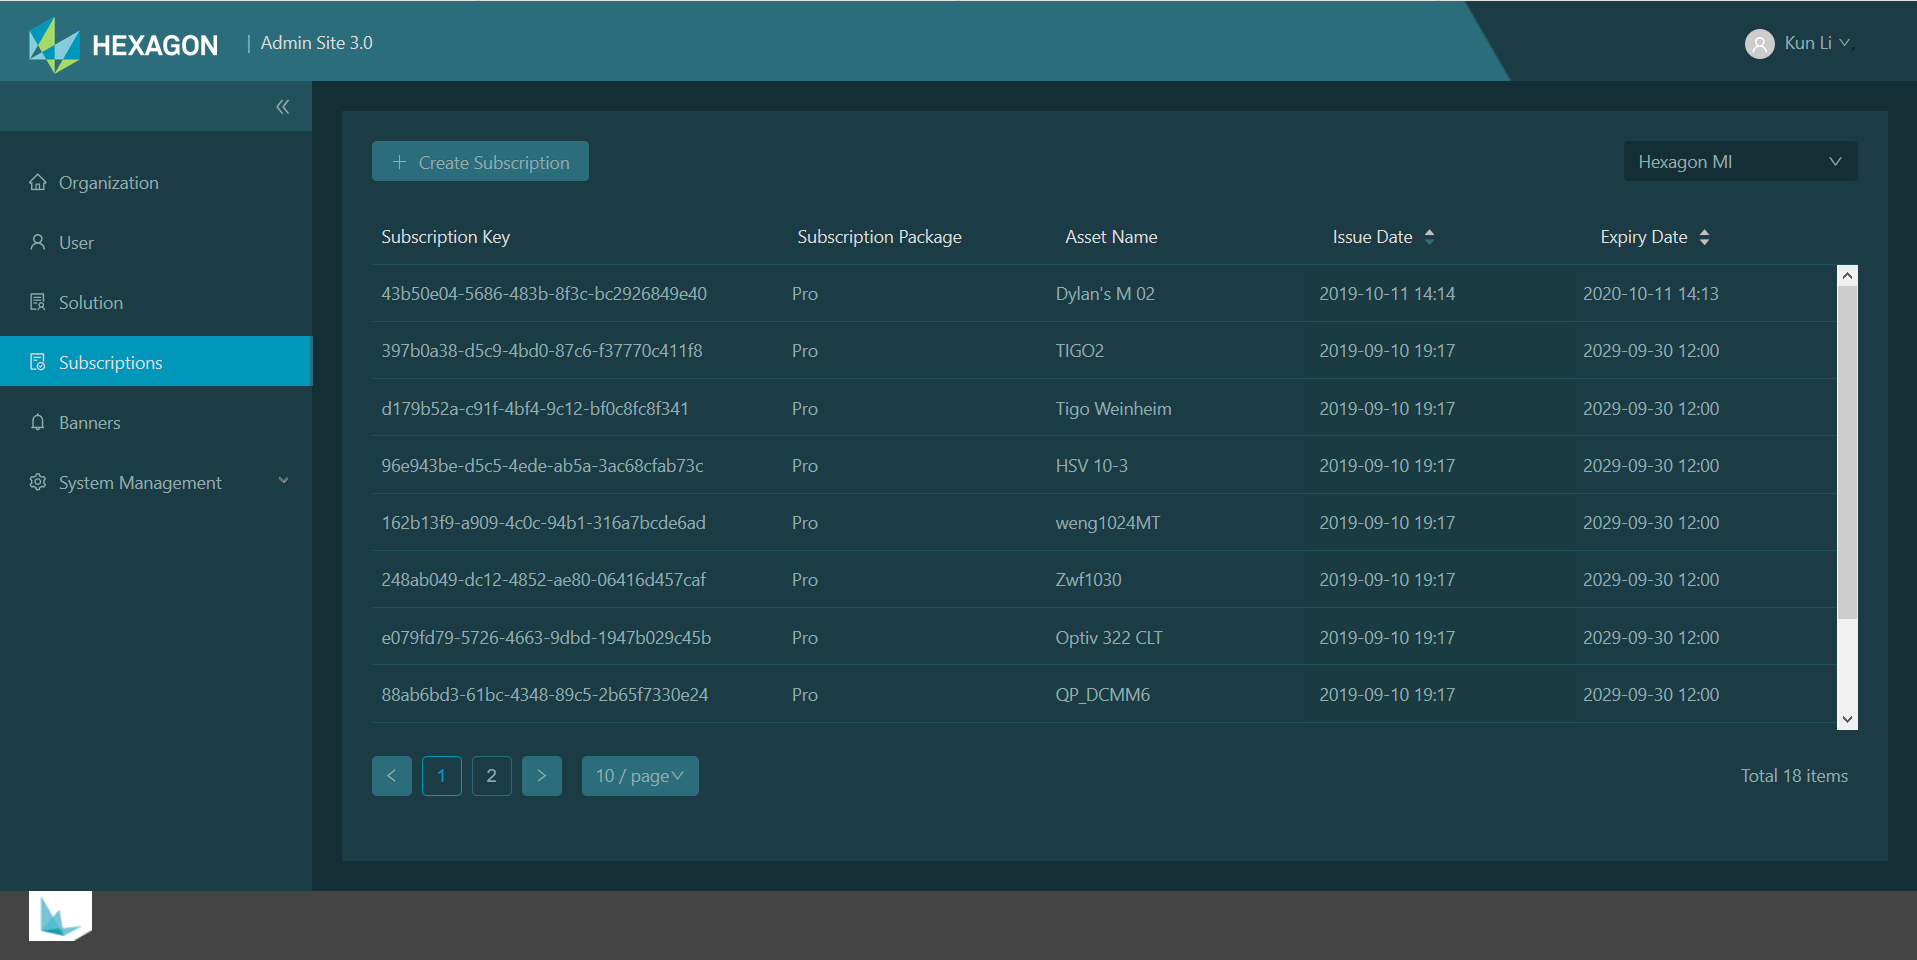 HEXAGON | Admin Site 3.0
Kun Li
Organization
User
Solution
Subscriptions
Banners
System Management
+ Create Subscription
Hexagon MI
Subscription Key Subscription Package Asset Name Issue Date Expiry Date
43b50e04-5686-483b-8f3c-bc2926849e40 Pro Dylan's M 02 2019-10-11 14:14 2020-10-11 14:13
397b0a38-d5c9-4bd0-87c6-f37770c411f8 Pro TIGO2 2019-09-10 19:17 2029-09-30 12:00
d179b52a-c91f-4bf4-9c12-bf0c8fc8f341 Pro Tigo Weinheim 2019-09-10 19:17 2029-09-30 12:00
96e943be-d5c5-4ede-ab5a-3ac68cfab73c Pro HSV 10-3 2019-09-10 19:17 2029-09-30 12:00
162b13f9-a909-4c0c-94b1-316a7bcde6ad Pro weng1024MT 2019-09-10 19:17 2029-09-30 12:00
248ab049-dc12-4852-ae80-06416d457caf Pro Zwf1030 2019-09-10 19:17 2029-09-30 12:00
e079fd79-5726-4663-9dbd-1947b029c45b Pro Optiv 322 CLT 2019-09-10 19:17 2029-09-30 12:00
88ab6bd3-61bc-4348-89c5-2b65f7330e24 Pro QP_DCMM6 2019-09-10 19:17 2029-09-30 12:00
< 1 2 > 10 / page Total 18 items